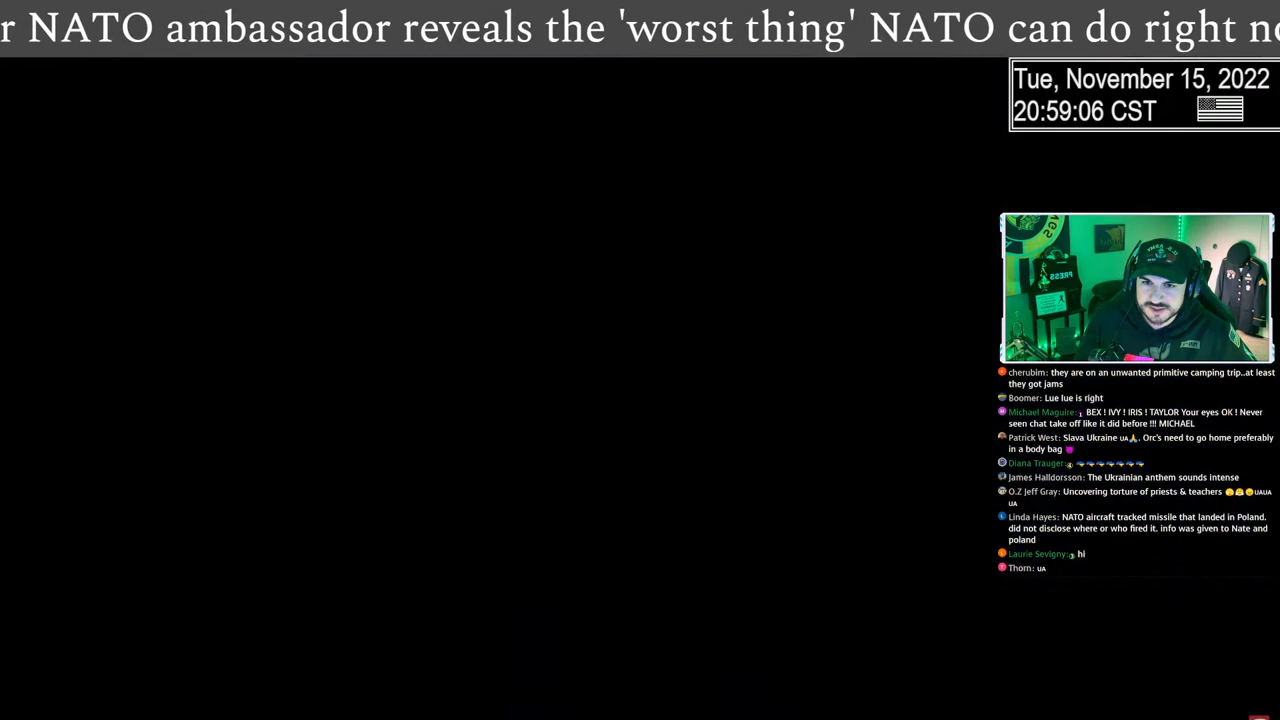 r NATO ambassador reveals the 'worst thing' NATO can do right no
Tue, November 15, 2022
20:59:06 CST
PRESS
U.S. ARMY
cherubim: they are on an unwanted primitive camping trip..at least
they got jams
Boomer: Lue lue is right
Michael Maguire: BEX ! IVY ! IRIS ! TAYLOR Your eyes OK ! Never
seen chat take off like it did before !!! MICHAEL
Patrick West: Slava Ukraine UA🙏. Orc's need to go home preferably
in a body bag 😈
Diana Trauger:
James Halldorsson: The Ukrainian anthem sounds intense
O.Z Jeff Gray: Uncovering torture of priests & teachers UAUA
UA
Linda Hayes: NATO aircraft tracked missile that landed in Poland.
did not disclose where or who fired it. info was given to Nate and
poland
Laurie Sevigny: hi
Thorn: UA